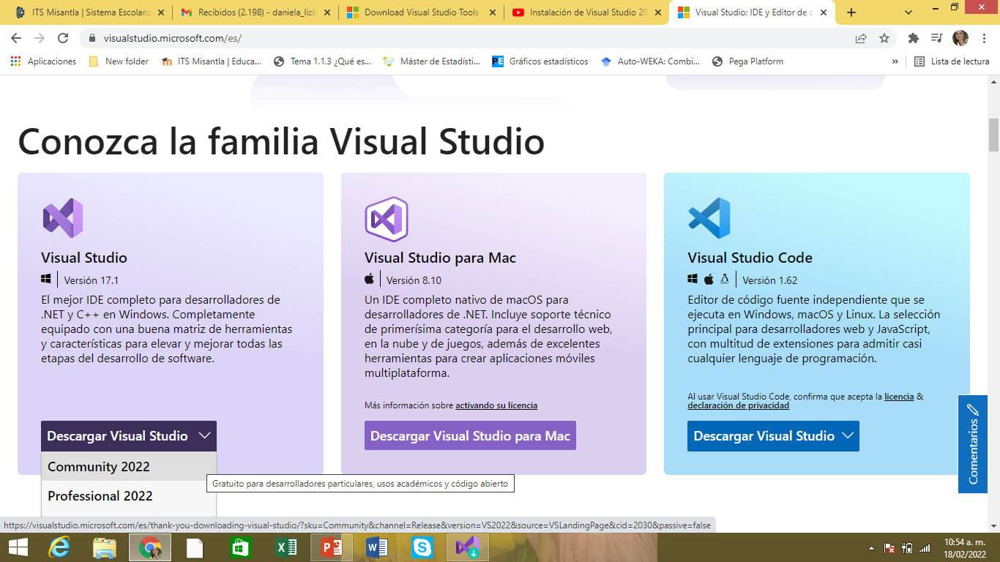 ITS Misantla | Sistema Escolariz
Recibidos (2.198) - daniela_lizb
Download Visual Studio Tools
Instalación de Visual Studio 20
Visual Studio: IDE y Editor de c
visualstudio.microsoft.com/es/
Aplicaciones
New folder
ITS Misantla | Educa...
Tema 1.1.3 ¿Qué es...
Máster de Estadísti...
Gráficos estadísticos
Auto-WEKA: Combi...
Pega Platform
»
Lista de lectura
Conozca la familia Visual Studio
Visual Studio
Versión 17.1
El mejor IDE completo para desarrolladores de
.NET y C++ en Windows. Completamente
equipado con una buena matriz de herramientas
y características para elevar y mejorar todas las
etapas del desarrollo de software.
Descargar Visual Studio
Community 2022
Professional 2022
Gratuito para desarrolladores particulares, usos académicos y código abierto
Visual Studio para Mac
Versión 8.10
Un IDE completo nativo de macOS para
desarrolladores de .NET. Incluye soporte técnico
de primerísima categoría para el desarrollo web,
en la nube y de juegos, además de excelentes
herramientas para crear aplicaciones móviles
multiplataforma.
Más información sobre activando su licencia
Descargar Visual Studio para Mac
Visual Studio Code
Versión 1.62
Editor de código fuente independiente que se
ejecuta en Windows, macOS y Linux. La selección
principal para desarrolladores web y JavaScript,
con multitud de extensiones para admitir casi
cualquier lenguaje de programación.
Al usar Visual Studio Code, confirma que acepta la licencia &
declaración de privacidad
Descargar Visual Studio
Comentarios
https://visualstudio.microsoft.com/es/thank-you-downloading-visual-studio/?sku=Community&channel=Release&version=VS2022&source=VSLandingPage&cid=2030&passive=false
10:54 a. m.
18/02/2022